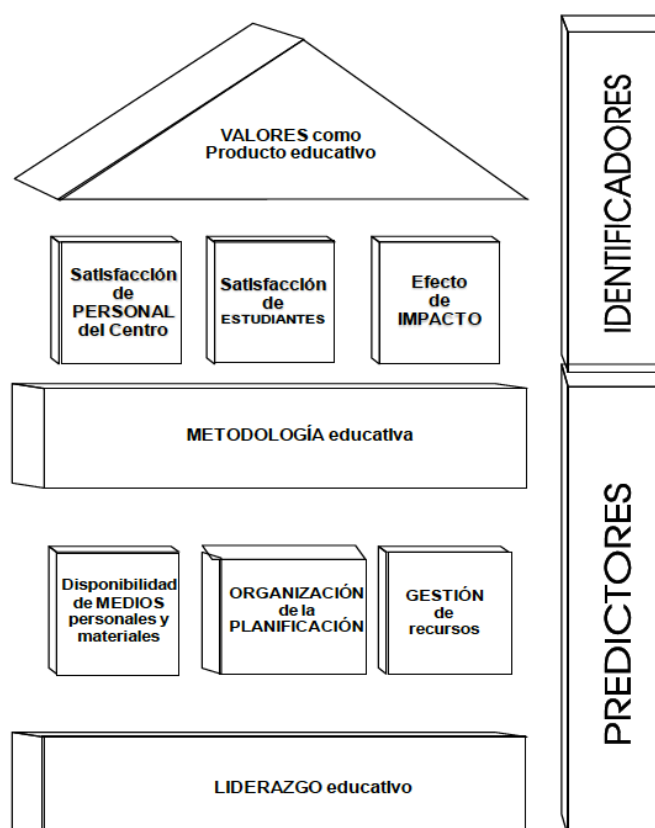 VALORES como
Producto educativo
Satisfacción
de
PERSONAL
del Centro
Satisfacción
de
ESTUDIANTES
Efecto
de
IMPACTO
IDENTIFICADORES
METODOLOGÍA educativa
Disponibilidad
de MEDIOS
personales y
materiales
ORGANIZACIÓN
de la
PLANIFICACIÓN
GESTIÓN
de
recursos
LIDERAZGO educativo
PREDICTORES